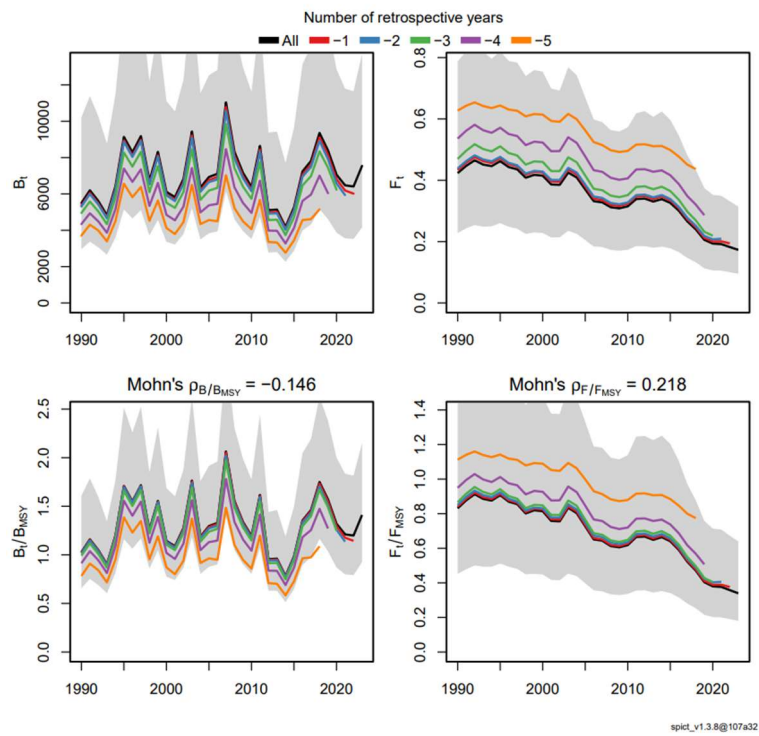 Number of retrospective years
All −1 −2 −3 −4 −5
Bt
0 2000 6000 10000
1990 2000 2010 2020
Ft
0.0 0.2 0.4 0.6 0.8
1990 2000 2010 2020
Mohn's ρB/BMSY = −0.146
Bt/BMSY
0.0 0.5 1.0 1.5 2.0 2.5
1990 2000 2010 2020
Mohn's ρF/FMSY = 0.218
Ft/FMSY
0.0 0.2 0.4 0.6 0.8 1.0 1.2 1.4
1990 2000 2010 2020
spict_v1.3.8@107a32